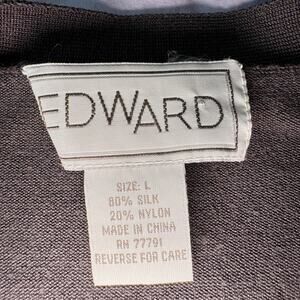 EDWARD
SIZE: L
80% SILK
20% NYLON
MADE IN CHINA
RN 77791
REVERSE FOR CARE